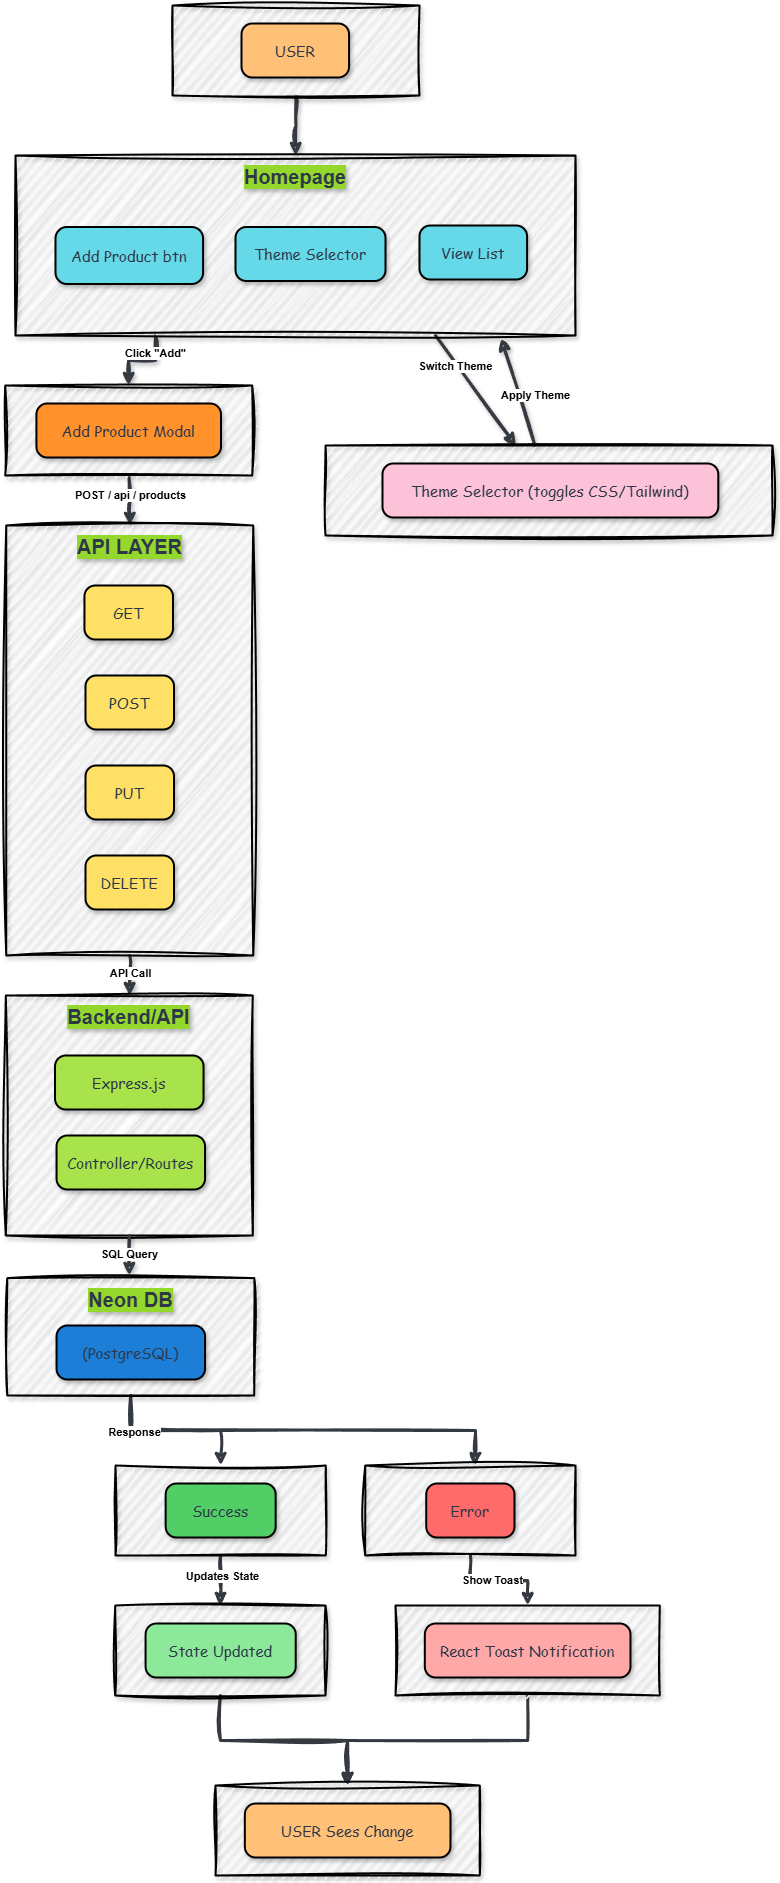 USER
Homepage
Add Product btn
Theme Selector
View List
Click "Add"
Switch Theme
Apply Theme
Add Product Modal
Theme Selector (toggles CSS/Tailwind)
POST / api / products
API LAYER
GET
POST
PUT
DELETE
API Call
Backend/API
Express.js
Controller/Routes
SQL Query
Neon DB
(PostgreSQL)
Response
Success
Error
Updates State
Show Toast
State Updated
React Toast Notification
USER Sees Change